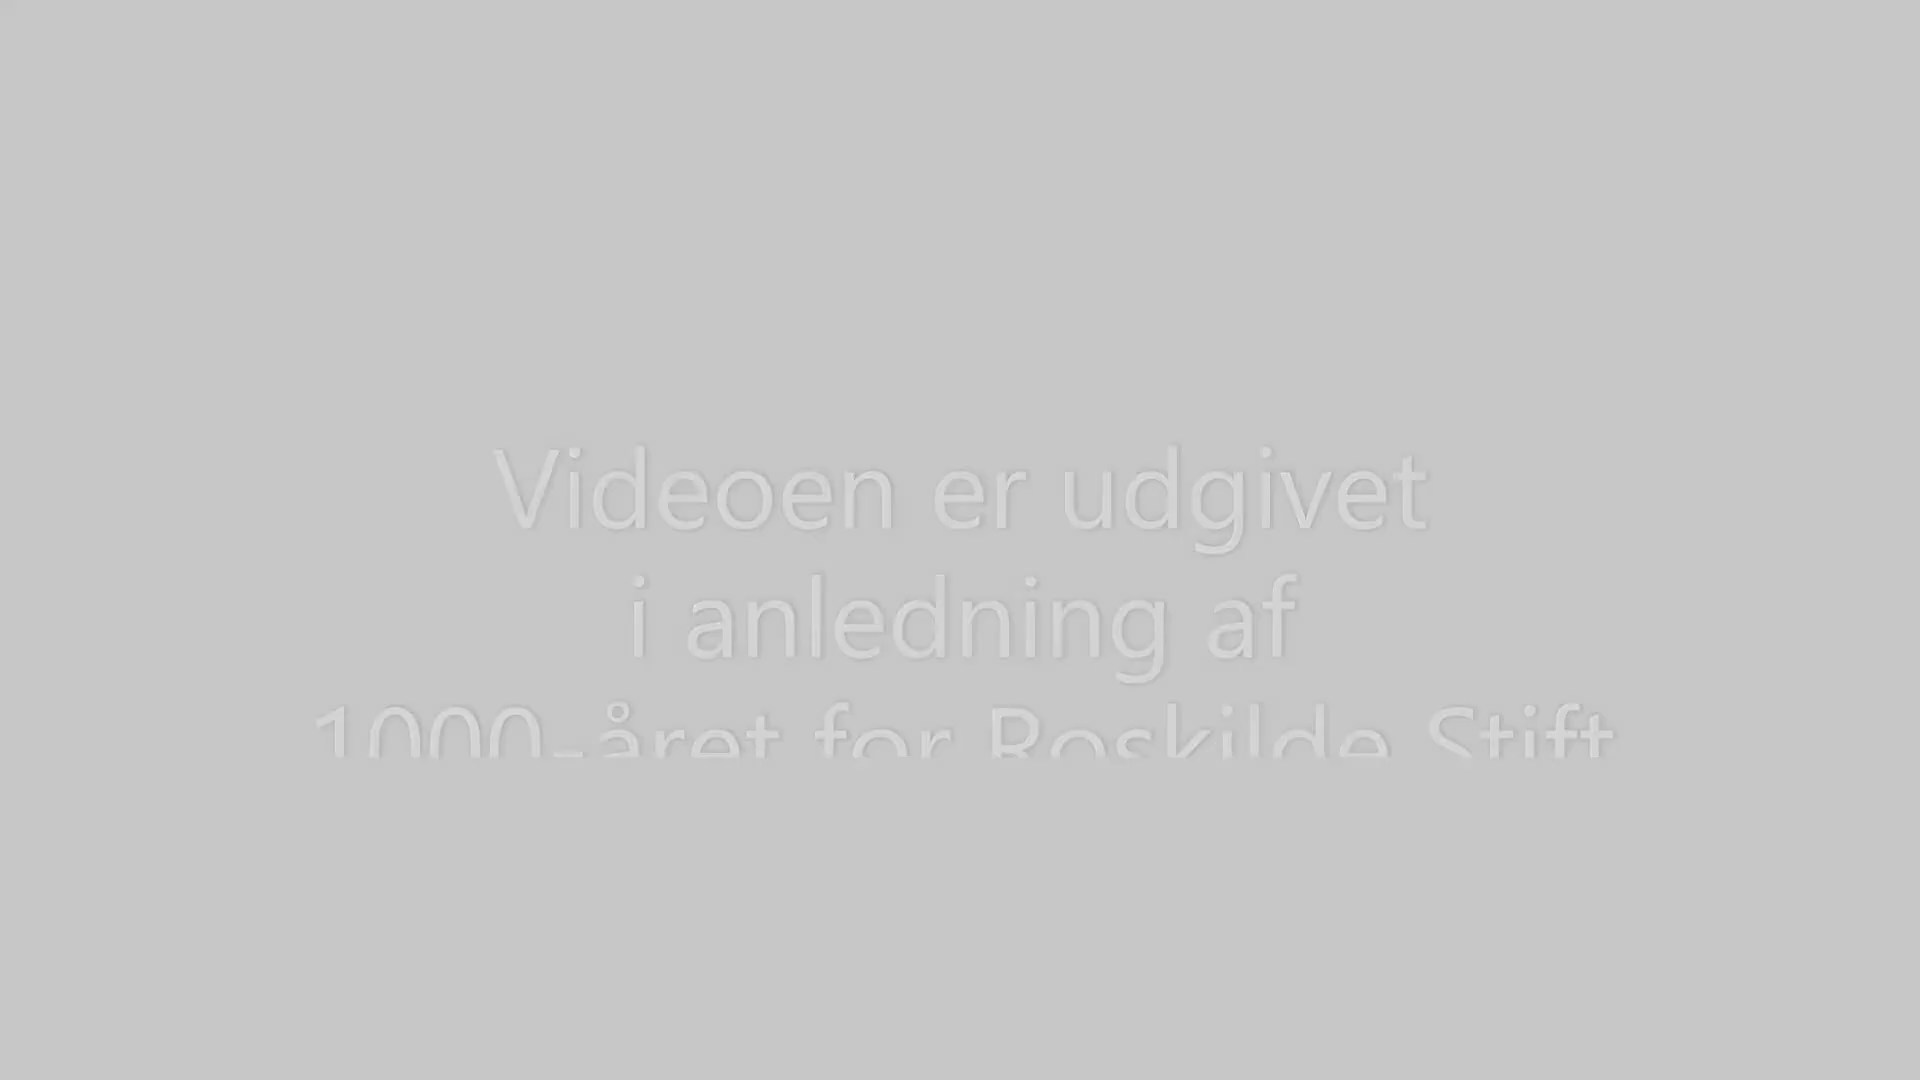 Videoen er udgivet
i anledning af
1000-året for Roskilde Stift